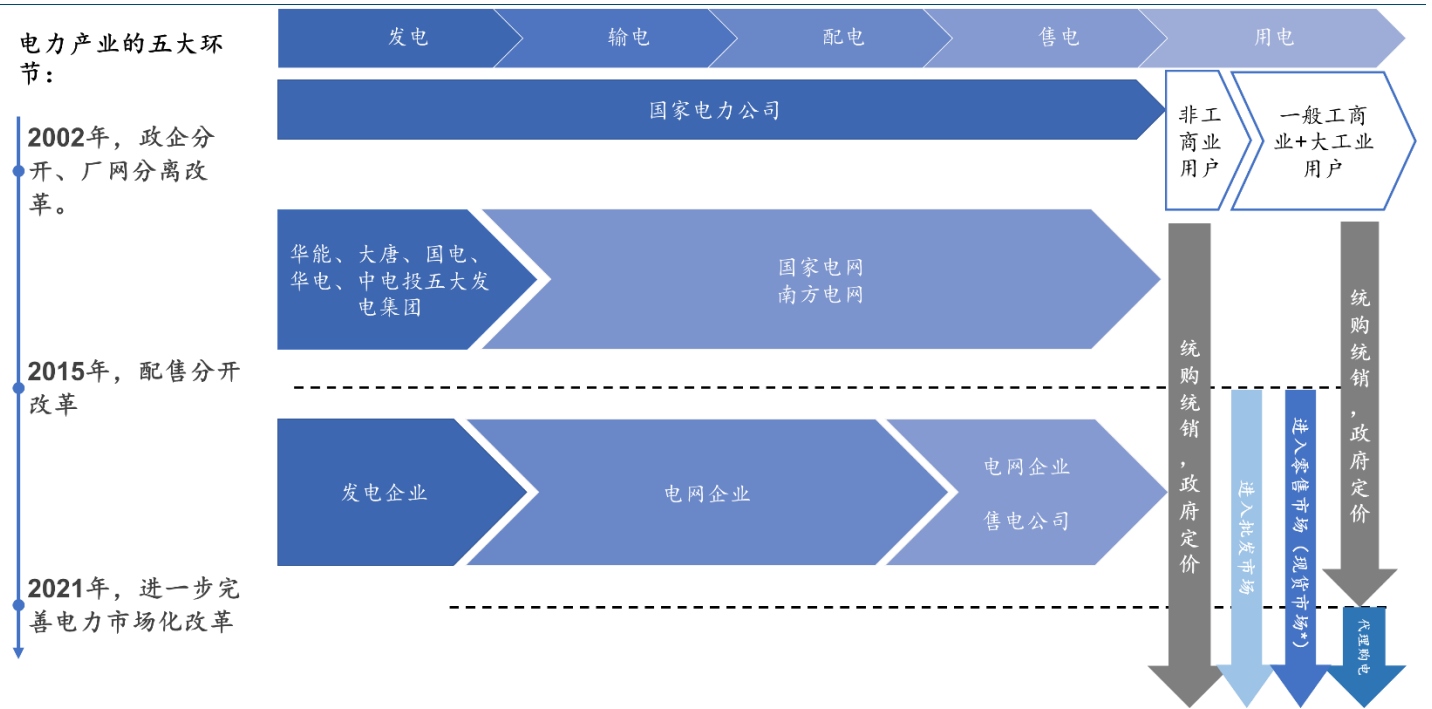 电力产业的五大环
节：
发电
输电
配电
售电
用电
国家电力公司
非工
商业
用户
一般工商
业+大工业
用户
2002年，政企分
开、厂网分离改
革。
华能、大唐、国电、
华电、中电投五大发
电集团
国家电网
南方电网
2015年，配售分开
改革
发电企业
电网企业
电网企业
售电公司
2021年，进一步完
善电力市场化改革
统购统销，政府定价
进入批发市场
进入零售市场（现货市场*）
统购统销，政府定价
代理购电